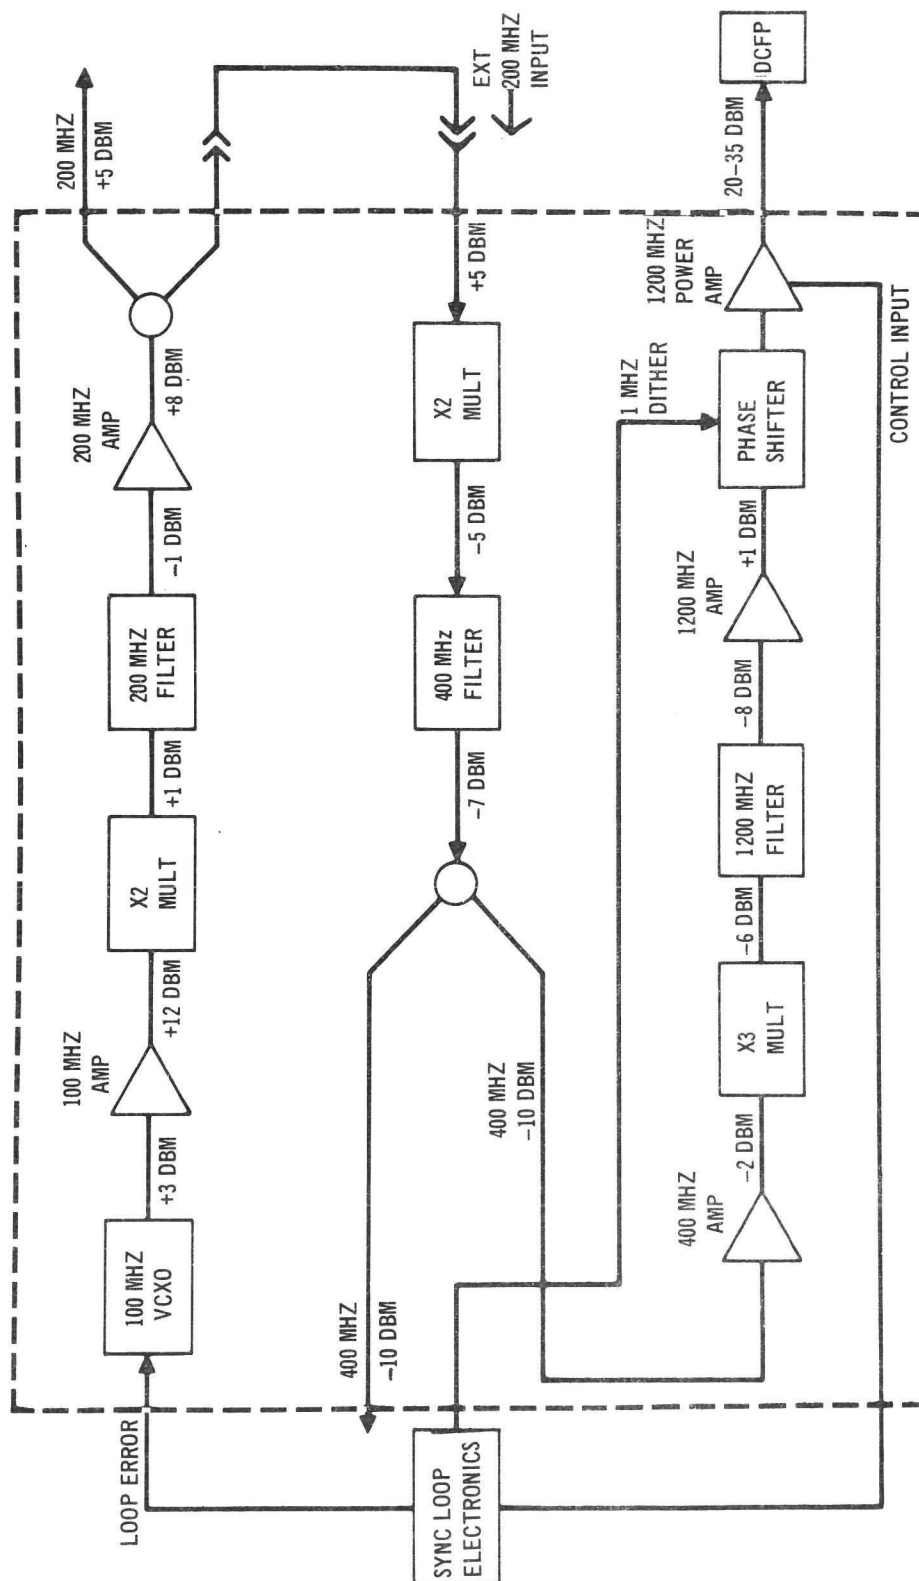 LOOP ERROR
100 MHZ
VCXO
+3 DBM
100 MHZ
AMP
+12 DBM
X2
MULT
+1 DBM
200 MHZ
FILTER
−1 DBM
200 MHZ
AMP
+8 DBM
200 MHZ
+5 DBM
EXT
200 MHZ
INPUT
+5 DBM
X2
MULT
−5 DBM
400 MHz
FILTER
−7 DBM
400 MHZ
−10 DBM
400 MHZ
−10 DBM
SYNC LOOP
ELECTRONICS
1 MHZ
DITHER
400 MHZ
AMP
−2 DBM
X3
MULT
−6 DBM
1200 MHZ
FILTER
−8 DBM
1200 MHZ
AMP
+1 DBM
PHASE
SHIFTER
1200 MHZ
POWER
AMP
20–35 DBM
DCFP
CONTROL INPUT